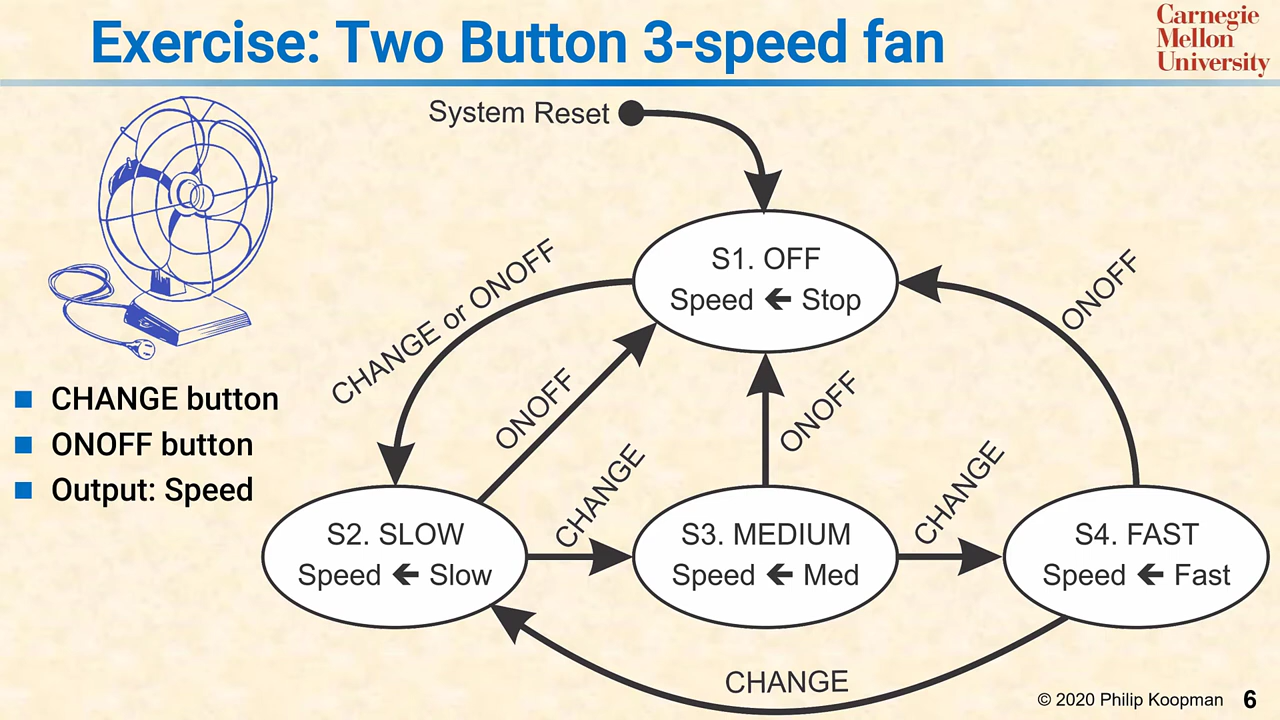 Exercise: Two Button 3-speed fan
Carnegie
Mellon
University
System Reset
S1. OFF
Speed 🡰 Stop
CHANGE or ONOFF
ONOFF
ONOFF
ONOFF
CHANGE button
ONOFF button
Output: Speed
CHANGE
CHANGE
S2. SLOW
Speed 🡰 Slow
S3. MEDIUM
Speed 🡰 Med
S4. FAST
Speed 🡰 Fast
CHANGE
© 2020 Philip Koopman 6